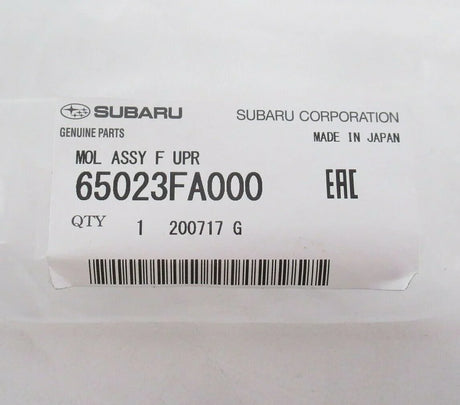 SUBARU
SUBARU CORPORATION
GENUINE PARTS
MADE IN JAPAN
MOL ASSY F UPR
65023FA000
EAC
QTY 1 200717 G